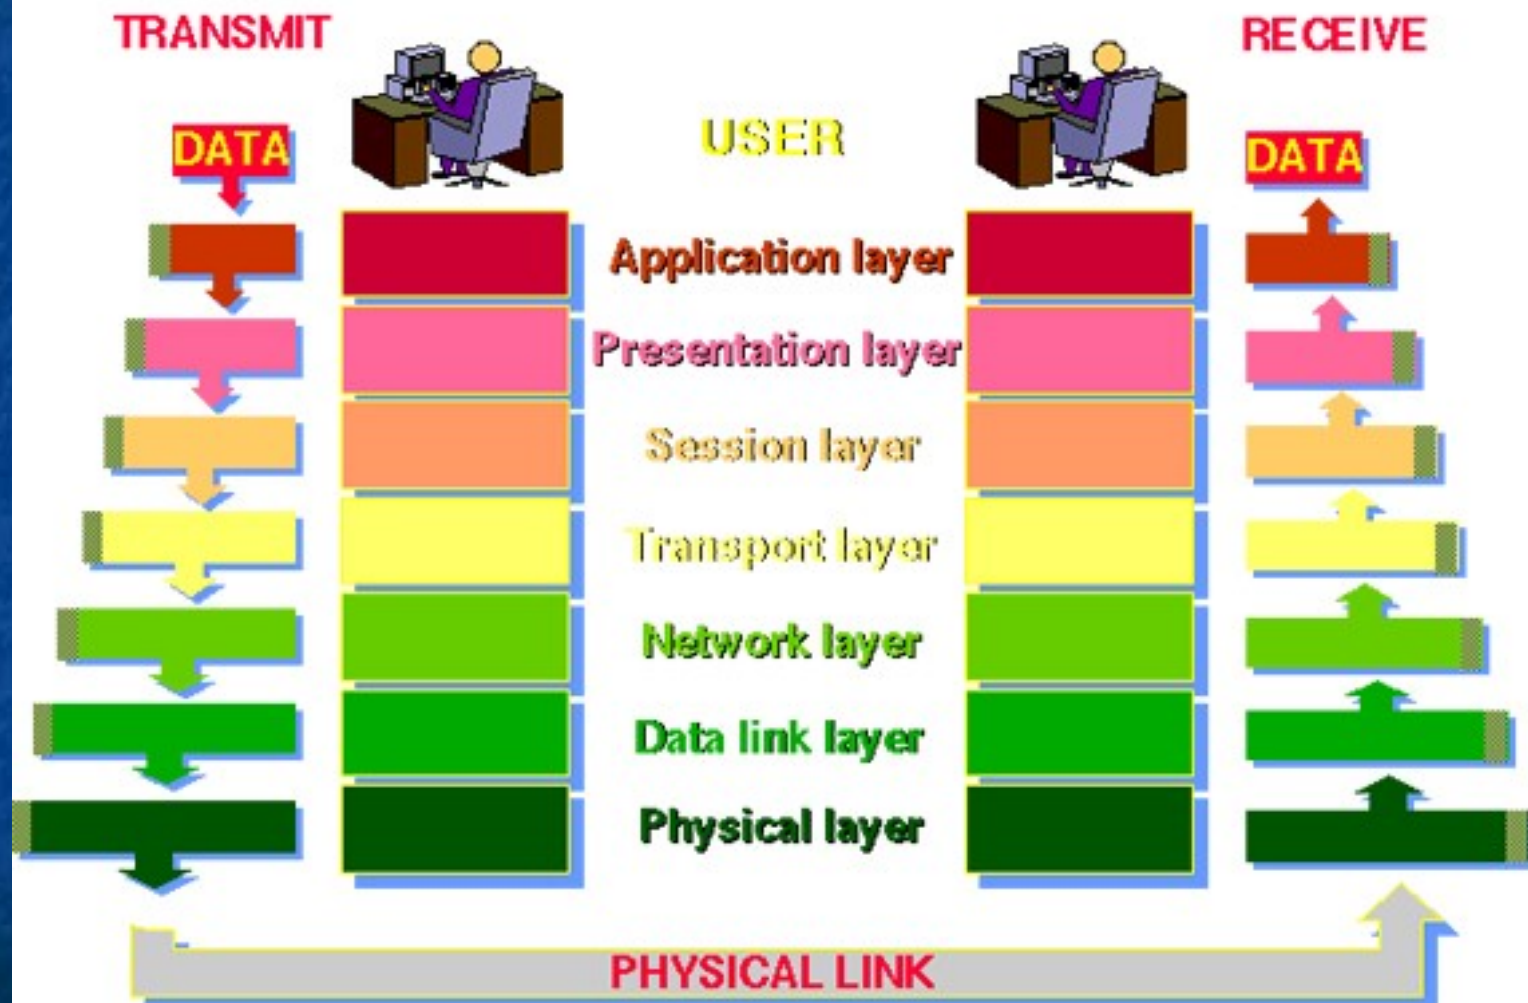 TRANSMIT
RECEIVE
DATA
USER
DATA
Application layer
Presentation layer
Session layer
Transport layer
Network layer
Data link layer
Physical layer
PHYSICAL LINK